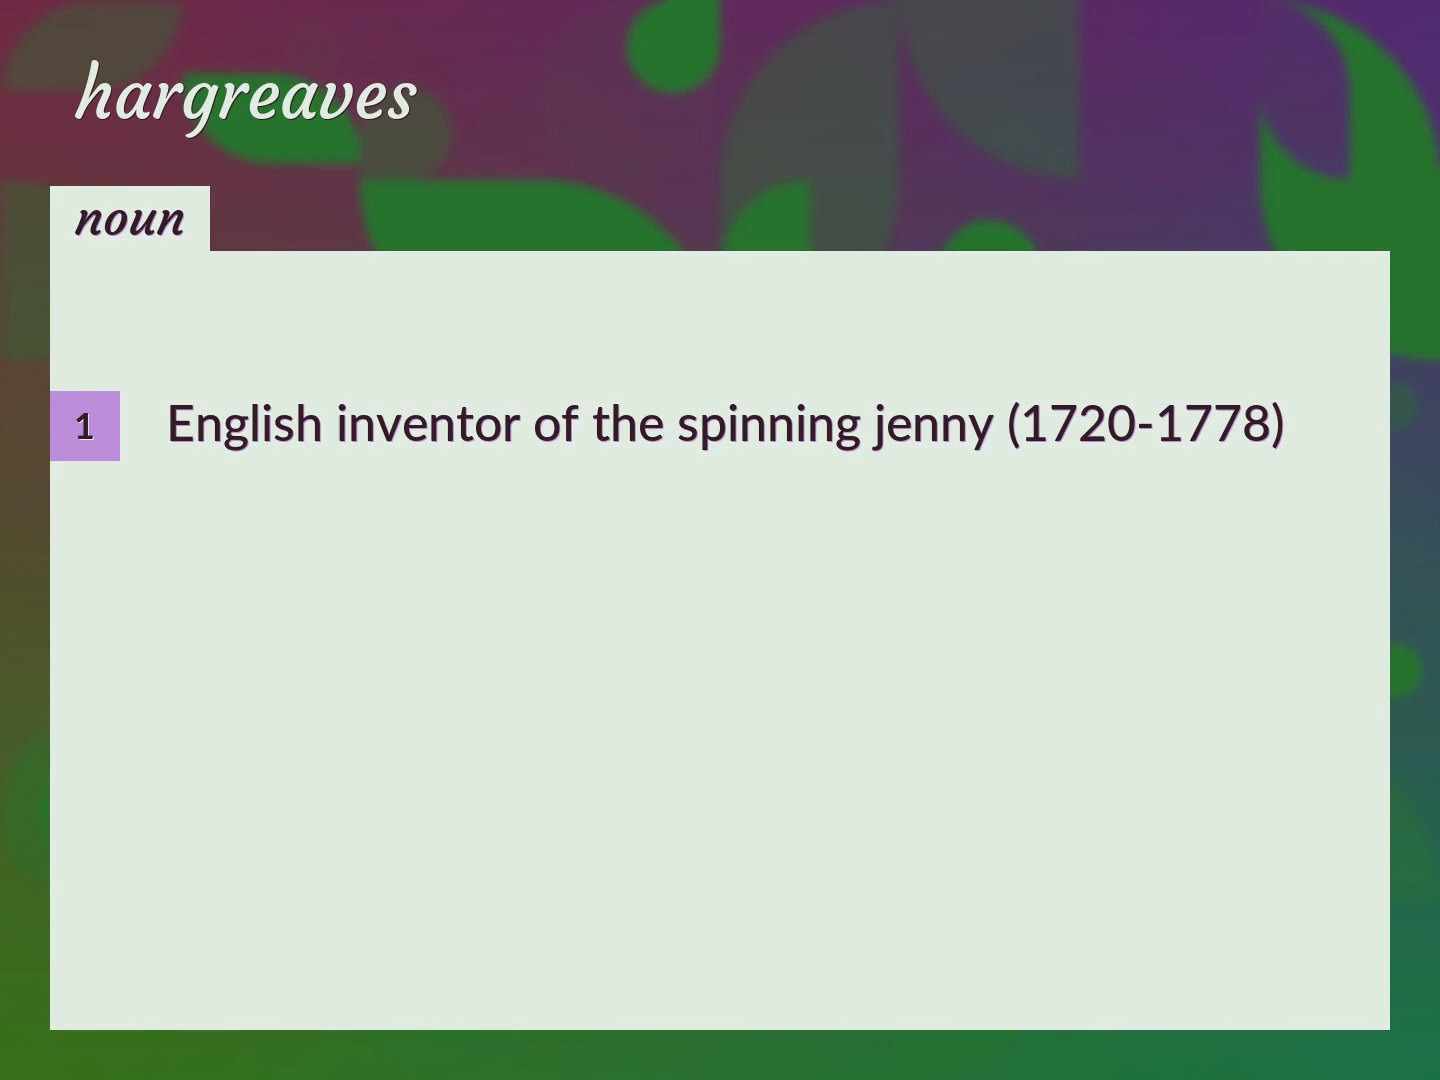 hargreaves
noun
1 English inventor of the spinning jenny (1720-1778)